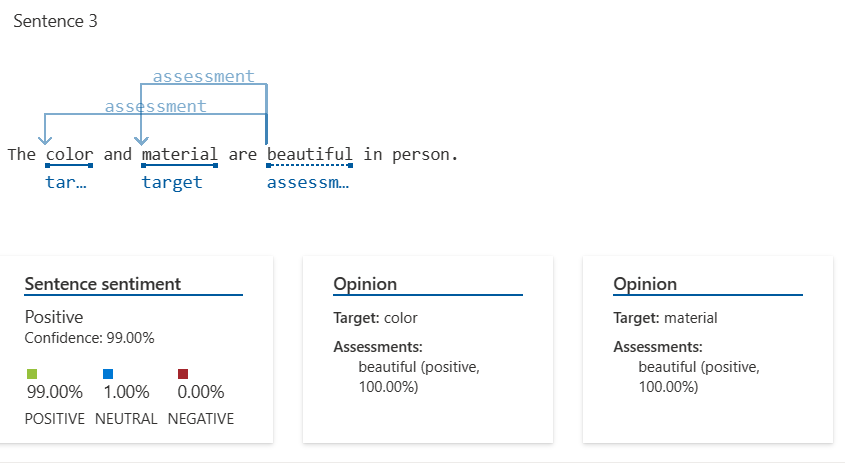 Sentence 3
assessment
assessment
The color and material are beautiful in person.
tar… target assessm…
Sentence sentiment
Positive
Confidence: 99.00%
99.00% 1.00% 0.00%
POSITIVE NEUTRAL NEGATIVE
Opinion
Target: color
Assessments:
beautiful (positive,
100.00%)
Opinion
Target: material
Assessments:
beautiful (positive,
100.00%)